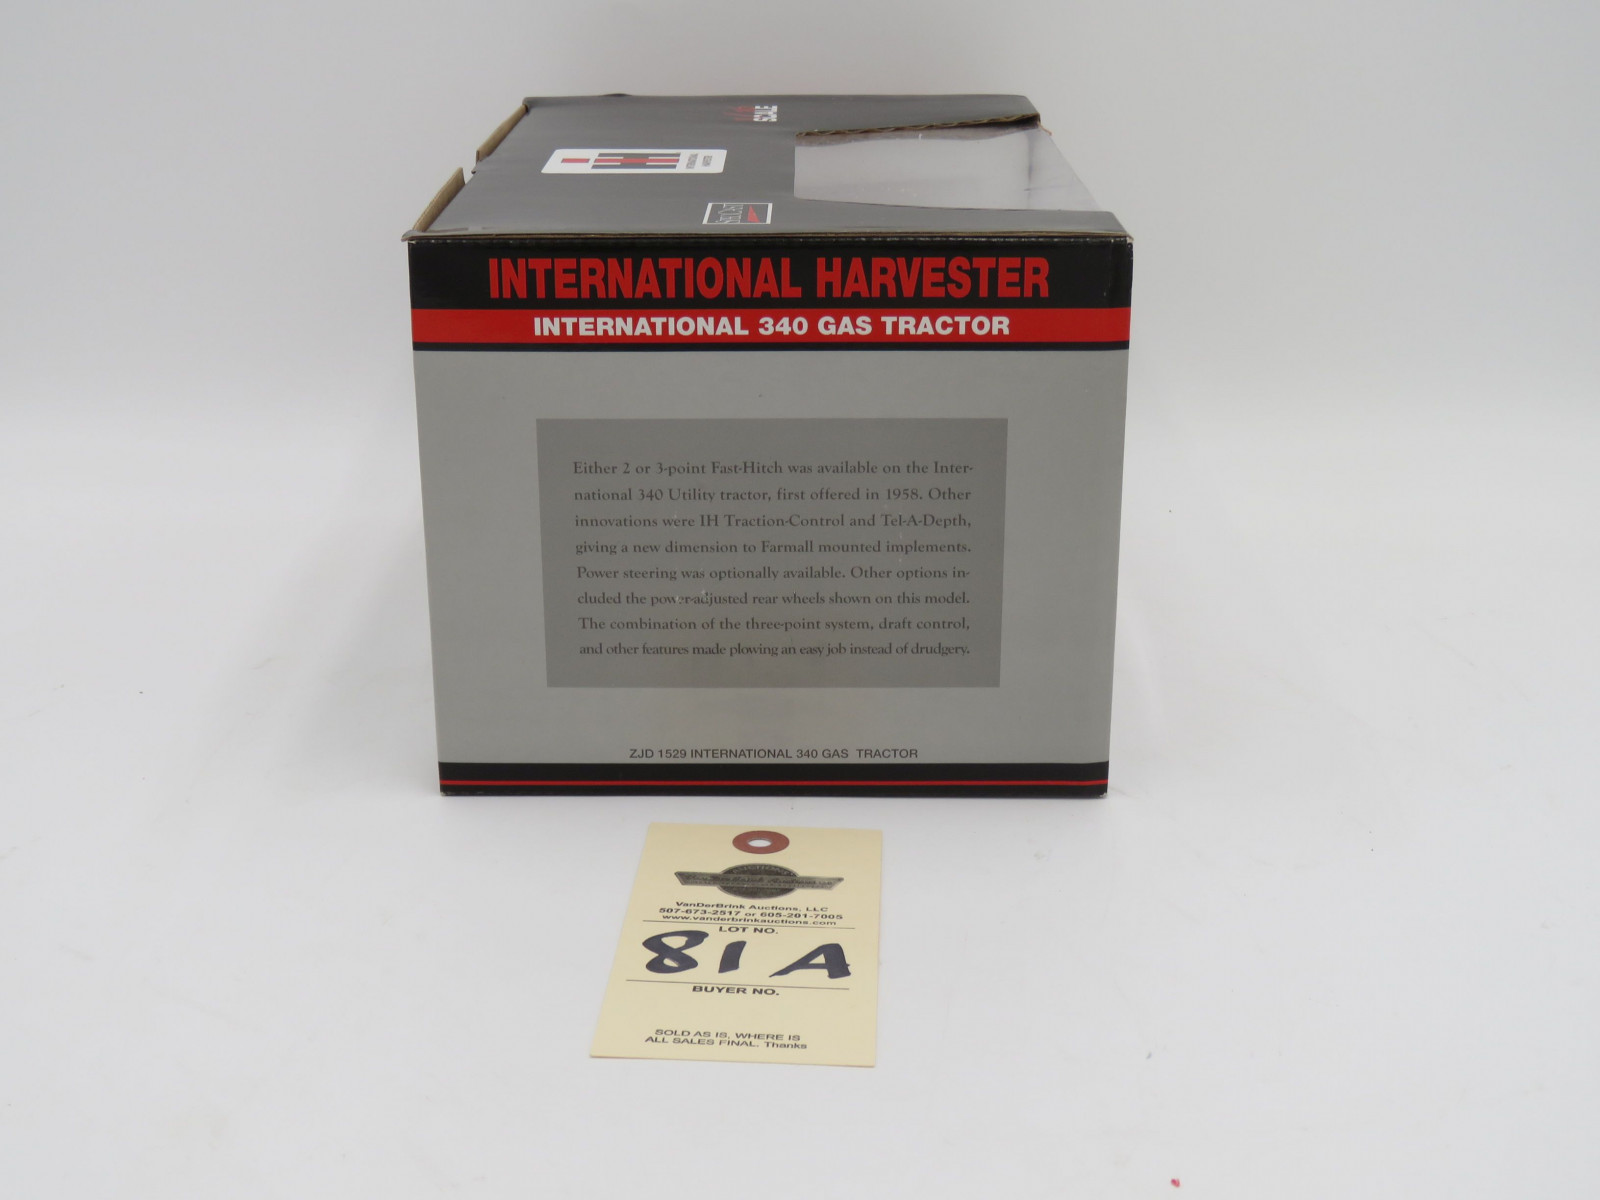 SCALE
INTERNATIONAL
HARVESTER
SpecCast
INTERNATIONAL HARVESTER
INTERNATIONAL 340 GAS TRACTOR
Either 2 or 3-point Fast-Hitch was available on the Inter-
national 340 Utility tractor, first offered in 1958. Other
innovations were IH Traction-Control and Tel-A-Depth,
giving a new dimension to Farmall mounted implements.
Power steering was optionally available. Other options in-
cluded the power-adjusted rear wheels shown on this model.
The combination of the three-point system, draft control,
and other features made plowing an easy job instead of drudgery.
ZJD 1529 INTERNATIONAL 340 GAS TRACTOR
VanDerBrink Auctions, LLC
507-673-2517 or 605-201-7005
www.vanderbrinkauctions.com
LOT NO.
81A
BUYER NO.
SOLD AS IS, WHERE IS
ALL SALES FINAL. Thanks